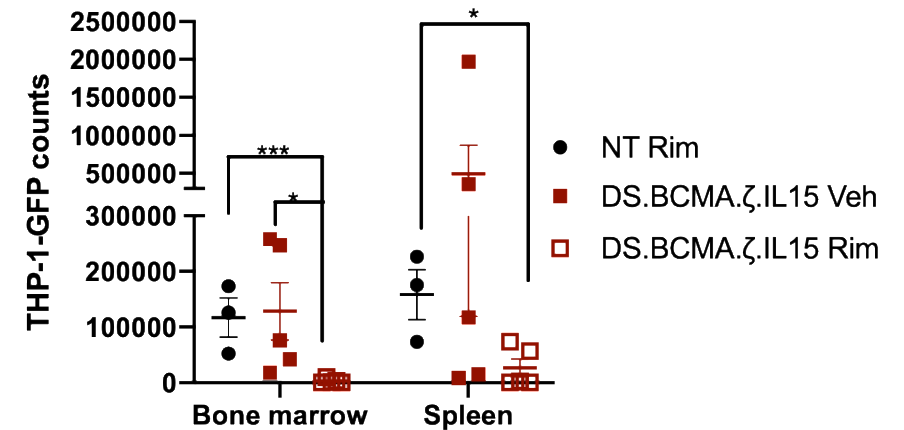 THP-1-GFP counts
2500000
2000000
1500000
1000000
500000
300000
200000
100000
0
***
*
*
Bone marrow
Spleen
NT Rim
DS.BCMA.ζ.IL15 Veh
DS.BCMA.ζ.IL15 Rim